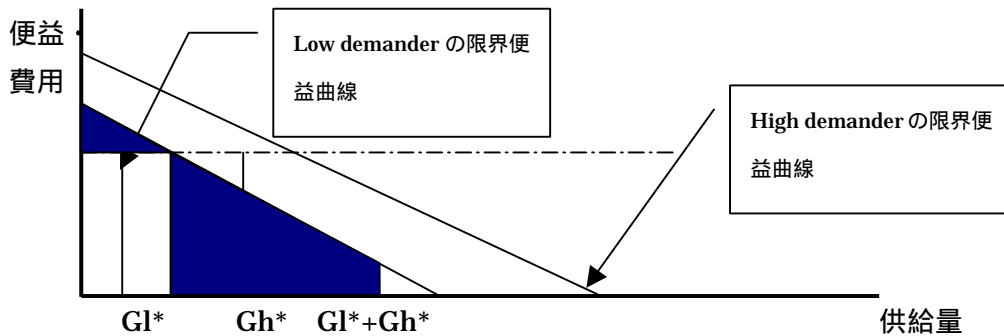 便益・
費用
Low demander の限界便
益曲線
High demander の限界便
益曲線
Gl* Gh* Gl*+Gh* 供給量